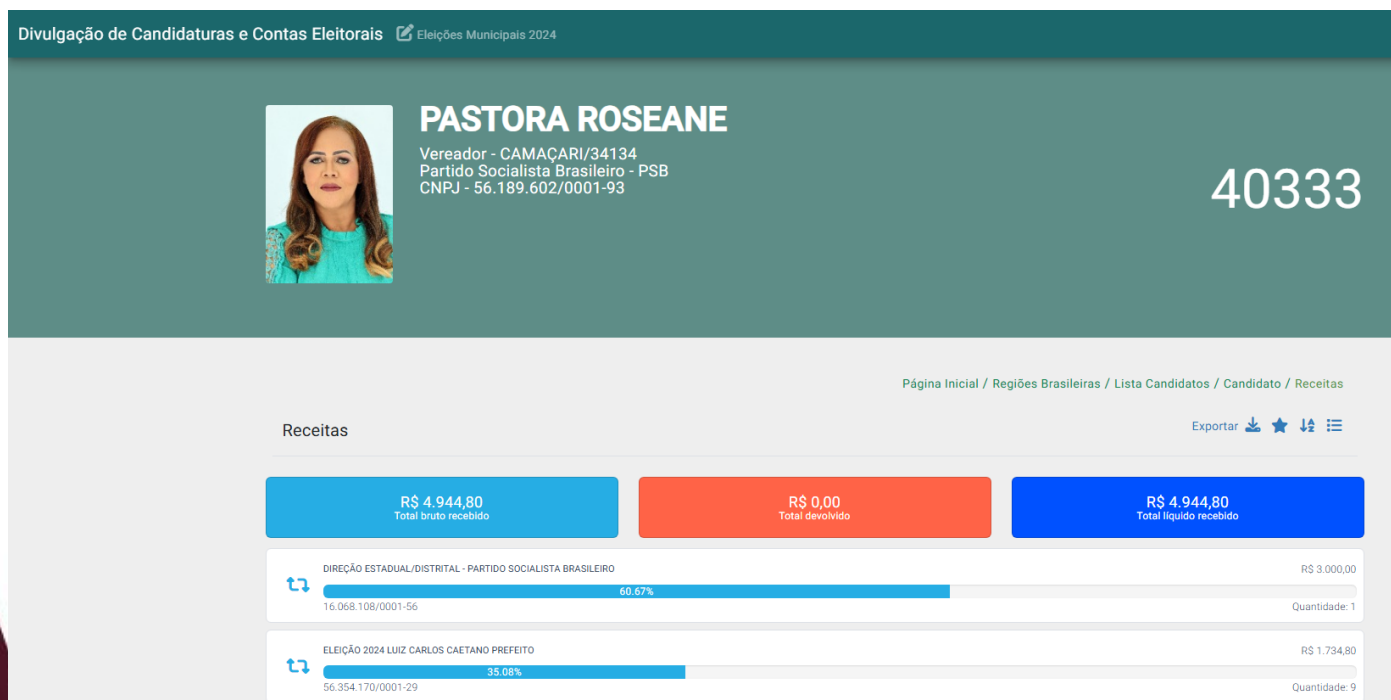 Divulgação de Candidaturas e Contas Eleitorais Eleições Municipais 2024
PASTORA ROSEANE
Vereador - CAMAÇARI/34134
Partido Socialista Brasileiro - PSB
CNPJ - 56.189.602/0001-93
40333
Página Inicial / Regiões Brasileiras / Lista Candidatos / Candidato / Receitas
Receitas
Exportar
R$ 4.944,80
Total bruto recebido
R$ 0,00
Total devolvido
R$ 4.944,80
Total líquido recebido
DIREÇÃO ESTADUAL/DISTRITAL - PARTIDO SOCIALISTA BRASILEIRO R$ 3.000,00
60.67%
16.068.108/0001-56 Quantidade: 1
ELEIÇÃO 2024 LUIZ CARLOS CAETANO PREFEITO R$ 1.734,80
35.08%
56.354.170/0001-29 Quantidade: 9